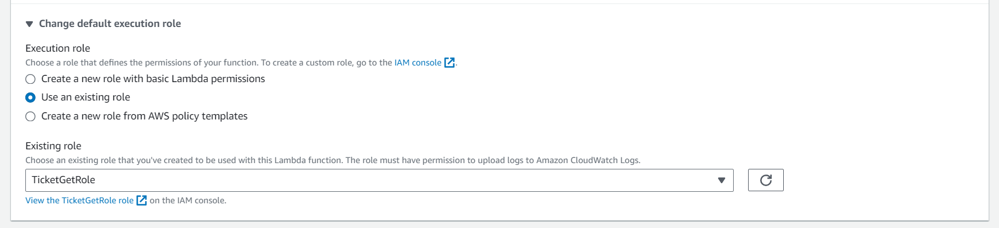 Change default execution role
Execution role
Choose a role that defines the permissions of your function. To create a custom role, go to the IAM console.
Create a new role with basic Lambda permissions
Use an existing role
Create a new role from AWS policy templates
Existing role
Choose an existing role that you've created to be used with this Lambda function. The role must have permission to upload logs to Amazon CloudWatch Logs.
TicketGetRole
View the TicketGetRole role on the IAM console.